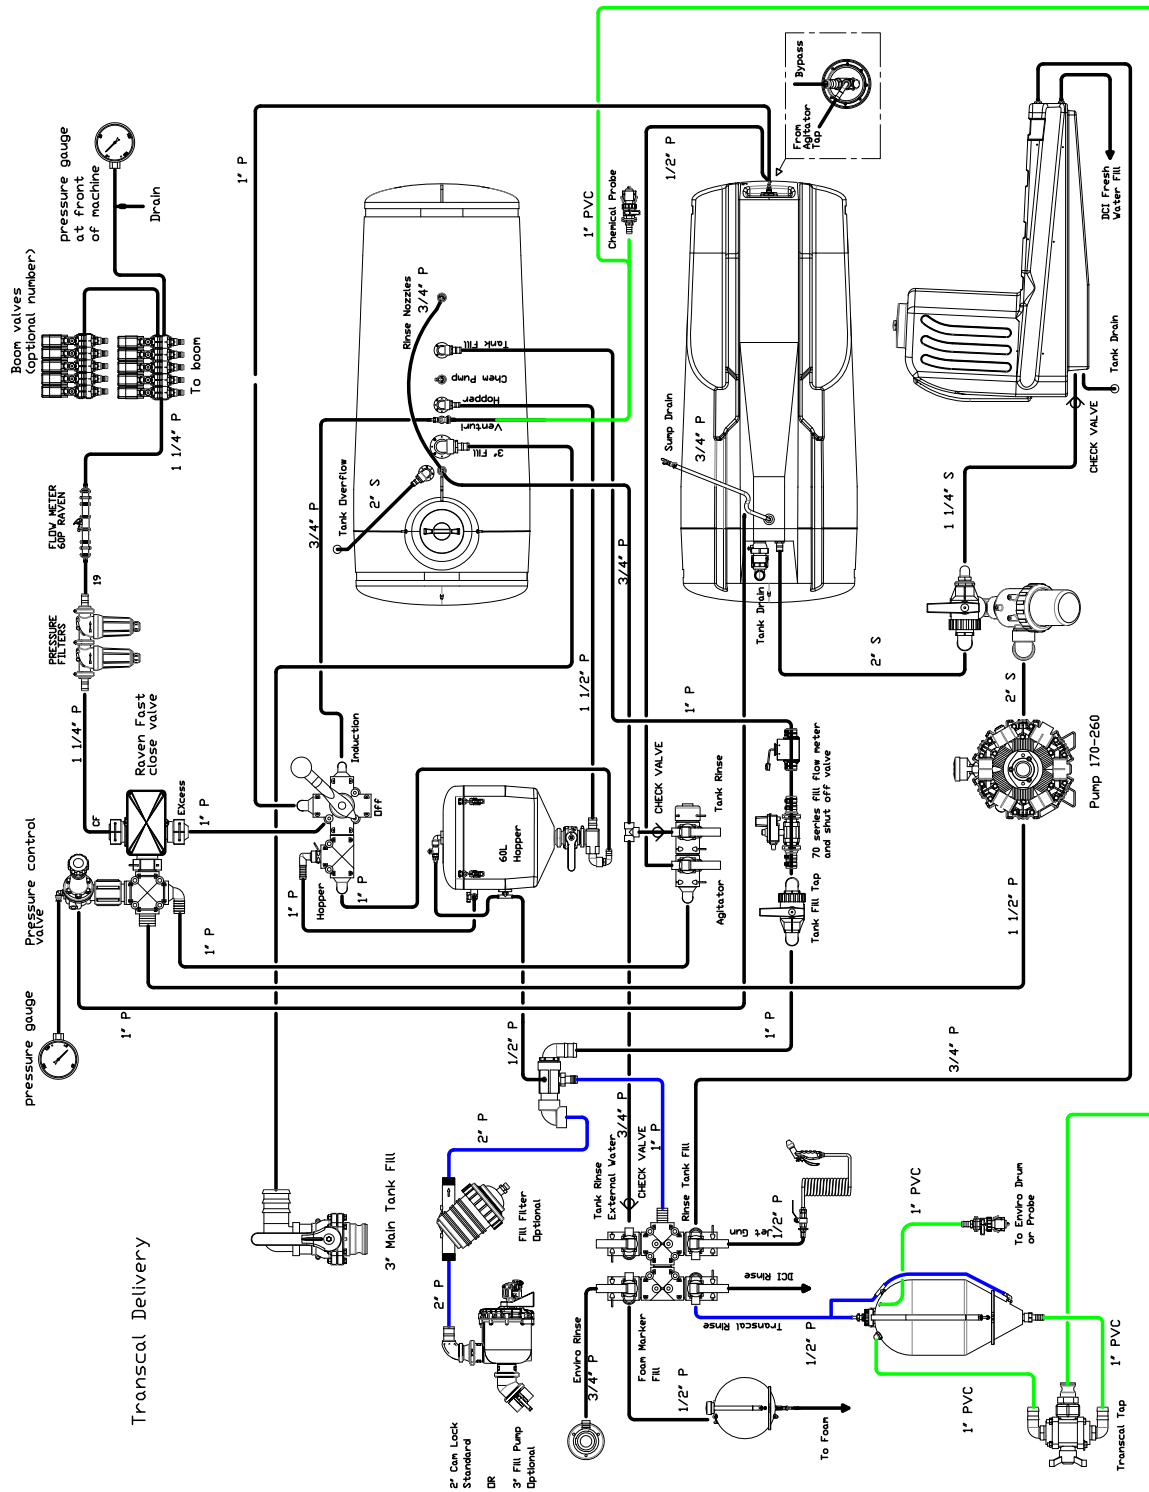 Transcal Delivery
Boom valves
(optional number)
pressure gauge
at front
of machine
Drain
To boom
1 1/4" P
FLOW METER
60P RAVEN
19
PRESSURE
FILTERS
1 1/4" P
Raven Fast
close valve
CF
EXcess
1" P
Pressure control
valve
pressure gauge
1" P
1" P
1" P
Induction
Off
Hopper
1" P
1" P
60L
Hopper
3/4" P
Tank Overflow
2" S
Rinse Nozzles
3/4" P
Tank Fill
Chem Pump
Hopper
Venturi
3" Fill
1 1/2" P
3/4" P
1" PVC
Chemical Probe
1/2" P
Bypass
From
Agitator
Tap
Sump Drain
3/4" P
Tank Drain
2" S
1 1/4" S
CHECK VALVE
Tank Drain
DCI Fresh
Water Fill
2" S
Pump 170-260
1 1/2" P
1" P
CHECK VALVE
Tank Rinse
Agitator
70 series fill flow meter
and shut off valve
Tank Fill Tap
1" P
1/2" P
3/4" P
3" Main Tank Fill
2" P
Fill Filter
Optional
2" P
2" Cam Lock
Standard
OR
3" Fill Pump
Optional
Tank Rinse
External Water
3/4" P
CHECK VALVE
1" P
Rinse Tank Fill
Jet Gun
1/2" P
DCI Rinse
Transcal Rinse
1/2" P
Enviro Rinse
3/4" P
Foam Marker
Fill
1/2" P
To Foam
1" PVC
To Enviro Drum
or Probe
1" PVC
1" PVC
Transcal Tap